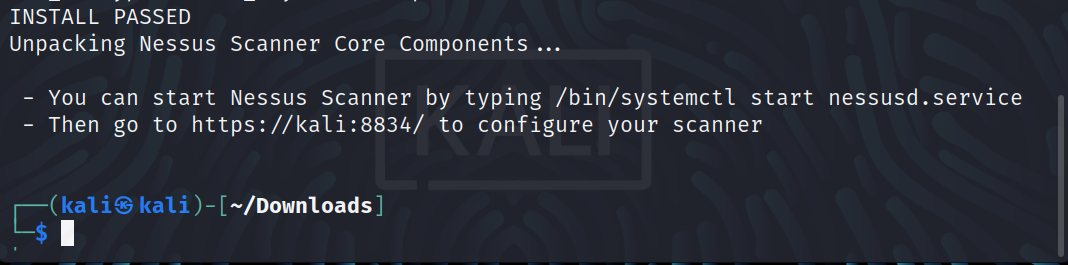 INSTALL PASSED
Unpacking Nessus Scanner Core Components...

 - You can start Nessus Scanner by typing /bin/systemctl start nessusd.service
 - Then go to https://kali:8834/ to configure your scanner

KALI
┌──(kali㉿kali)-[~/Downloads]
└─$